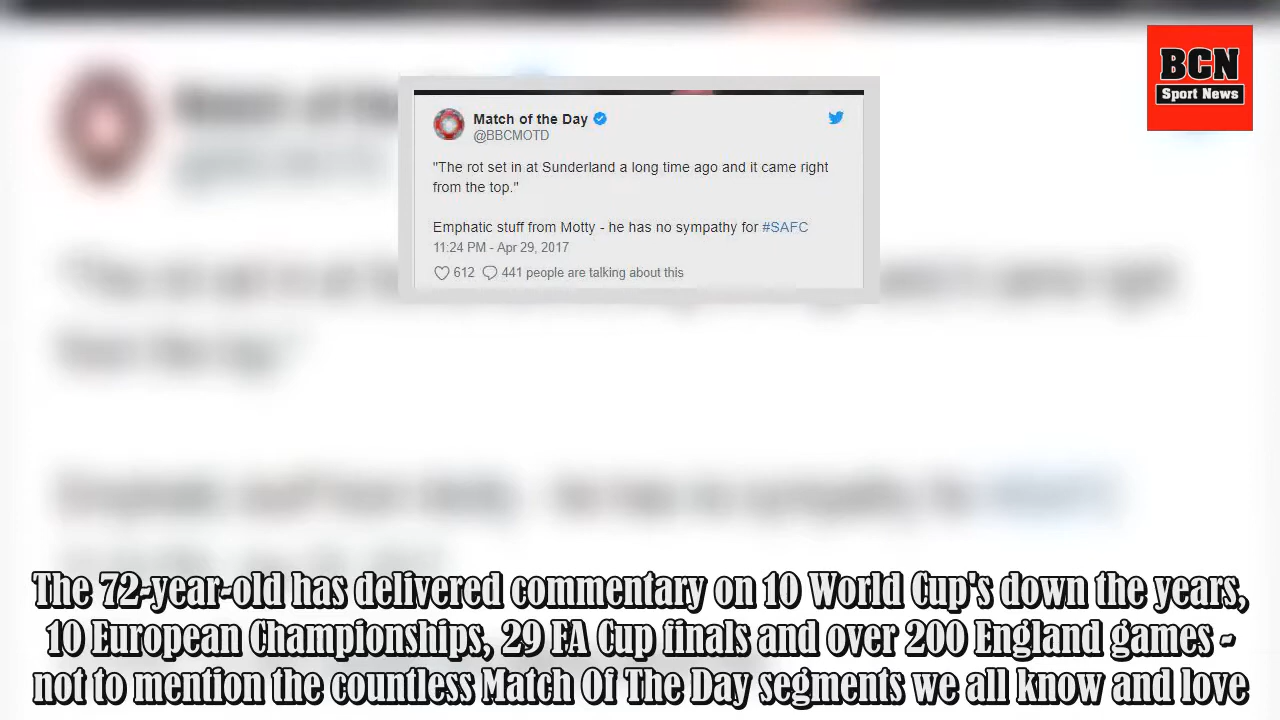 BCN
Sport News
Match of the Day
@BBCMOTD
"The rot set in at Sunderland a long time ago and it came right
from the top."
Emphatic stuff from Motty - he has no sympathy for #SAFC
11:24 PM - Apr 29, 2017
612 441 people are talking about this
The 72-year-old has delivered commentary on 10 World Cup's down the years,
10 European Championships, 29 FA Cup finals and over 200 England games -
not to mention the countless Match Of The Day segments we all know and love